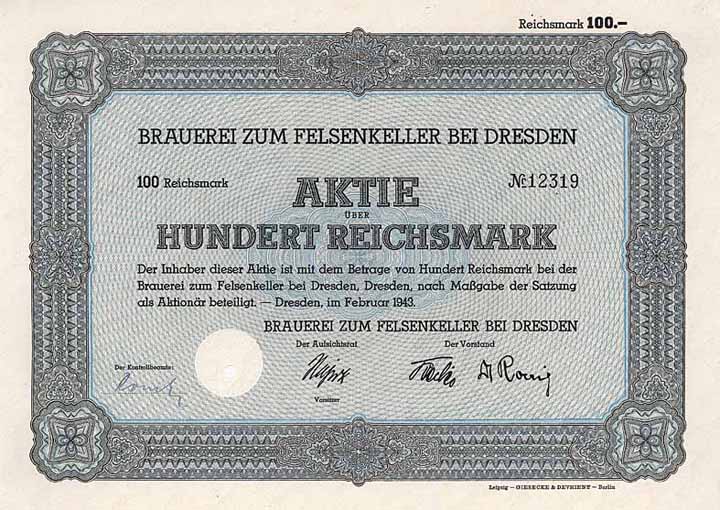 Reichsmark 100.-
BRAUEREI ZUM FELSENKELLER BEI DRESDEN
100 Reichsmark
№12319
AKTIE
ÜBER
HUNDERT REICHSMARK
Der Inhaber dieser Aktie ist mit dem Betrage von Hundert Reichsmark bei der
Brauerei zum Felsenkeller bei Dresden, Dresden, nach Maßgabe der Satzung
als Aktionär beteiligt. — Dresden, im Februar 1943.
BRAUEREI ZUM FELSENKELLER BEI DRESDEN
Der Aufsichtsrat
Der Vorstand
Der Kontrollbeamte:
Vorsitzer
Leipzig — GIESECKE & DEVRIENT — Berlin